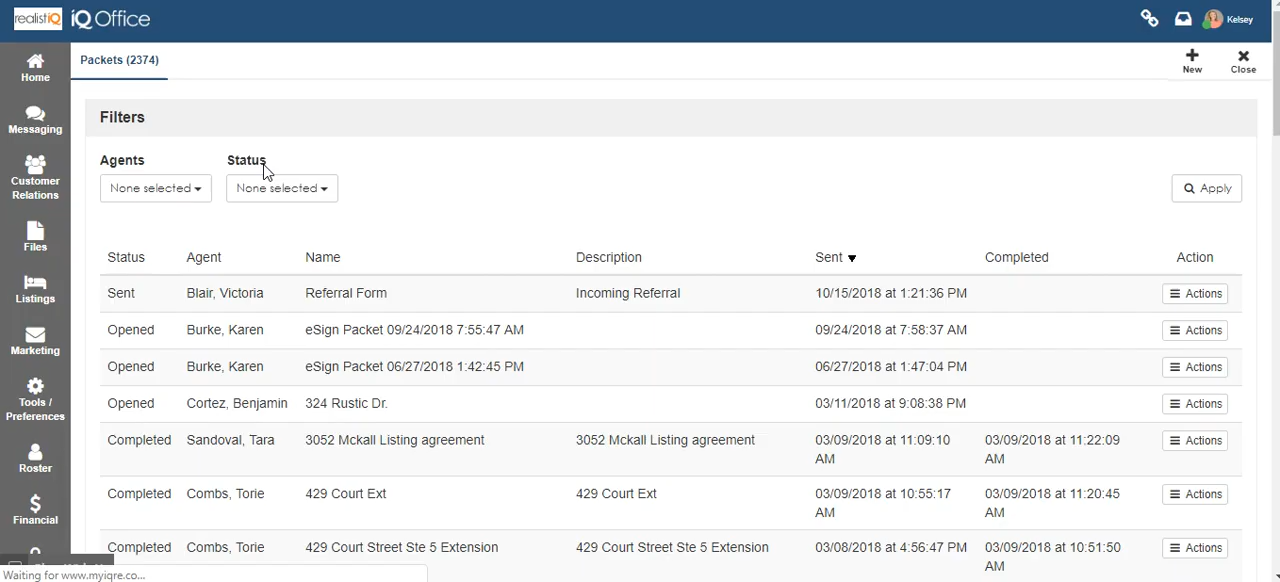 realistiQ iQ Office
Kelsey
Home
Messaging
Customer
Relations
Files
Listings
Marketing
Tools /
Preferences
Roster
Financial
Packets (2374)
New
Close
Filters
Agents Status
None selected None selected Apply
Status Agent Name Description Sent Completed Action
Sent Blair, Victoria Referral Form Incoming Referral 10/15/2018 at 1:21:36 PM Actions
Opened Burke, Karen eSign Packet 09/24/2018 7:55:47 AM 09/24/2018 at 7:58:37 AM Actions
Opened Burke, Karen eSign Packet 06/27/2018 1:42:45 PM 06/27/2018 at 1:47:04 PM Actions
Opened Cortez, Benjamin 324 Rustic Dr. 03/11/2018 at 9:08:38 PM Actions
Completed Sandoval, Tara 3052 Mckall Listing agreement 3052 Mckall Listing agreement 03/09/2018 at 11:09:10 AM 03/09/2018 at 11:22:09 AM Actions
Completed Combs, Torie 429 Court Ext 429 Court Ext 03/09/2018 at 10:55:17 AM 03/09/2018 at 11:20:45 AM Actions
Completed Combs, Torie 429 Court Street Ste 5 Extension 429 Court Street Ste 5 Extension 03/08/2018 at 4:56:47 PM 03/09/2018 at 10:51:50 AM Actions
Waiting for www.myiqre.co...